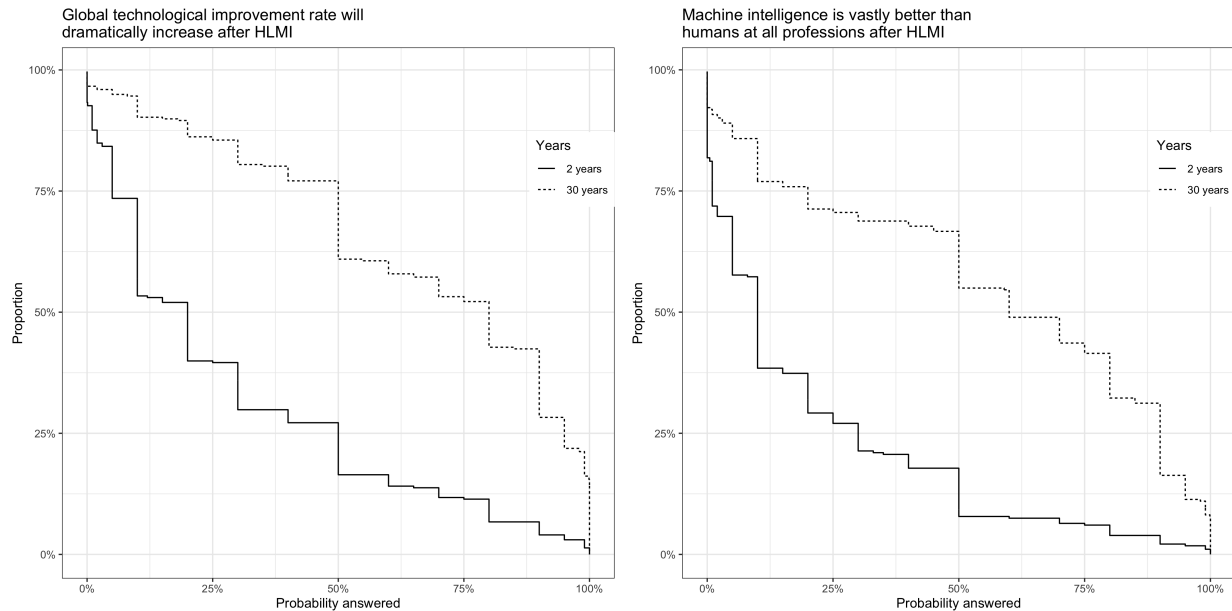 Global technological improvement rate will
dramatically increase after HLMI
100%
75%
50%
25%
0%
Proportion
0%
25%
50%
75%
100%
Probability answered
Years
2 years
30 years
Machine intelligence is vastly better than
humans at all professions after HLMI
100%
75%
50%
25%
0%
Proportion
0%
25%
50%
75%
100%
Probability answered
Years
2 years
30 years